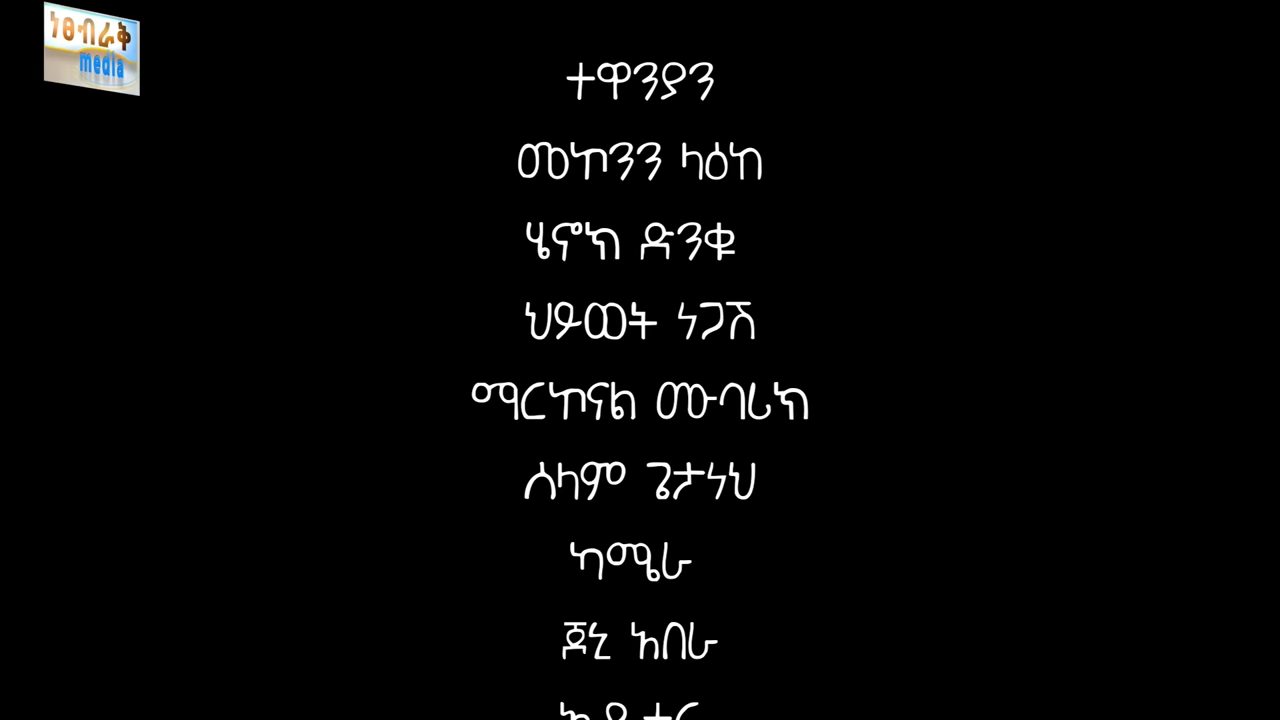 ነፀብራቅ
media
ተዋንያን
መኮንን ላዕከ
ሄኖክ ድንቁ
ህይወት ነጋሽ
ማርኮናል ሙባሪክ
ሰላም ጌታነህ
ካሜራ
ጆኒ አበራ